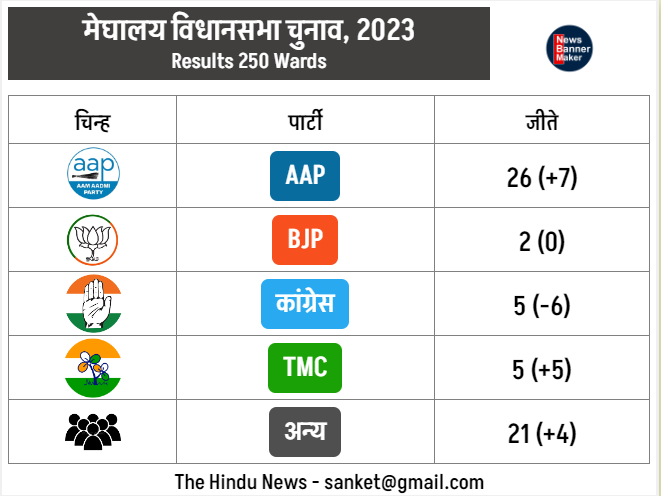 मेघालय विधानसभा चुनाव, 2023
Results 250 Wards
News
Banner
Maker
चिन्ह पार्टी जीते
aap
AAM AADMI
PARTY
AAP 26 (+7)
BJP 2 (0)
कांग्रेस 5 (-6)
TMC 5 (+5)
अन्य 21 (+4)
The Hindu News - sanket@gmail.com